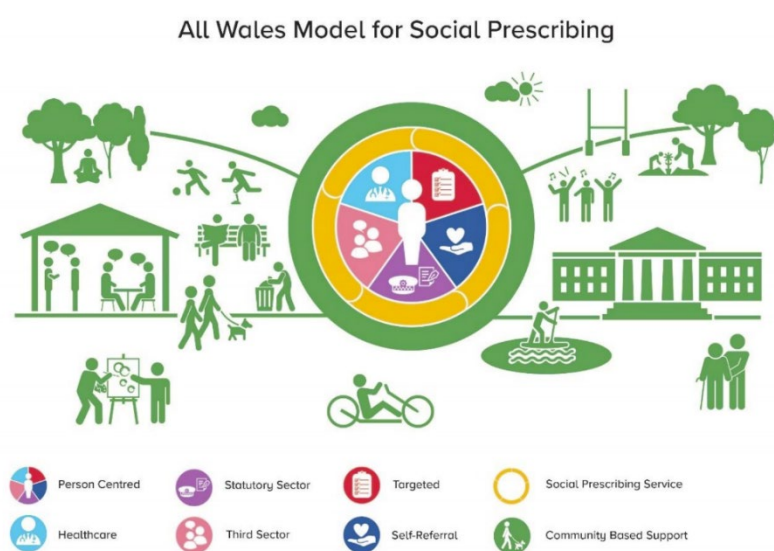 All Wales Model for Social Prescribing
Person Centred
Statutory Sector
Targeted
Social Prescribing Service
Healthcare
Third Sector
Self-Referral
Community Based Support